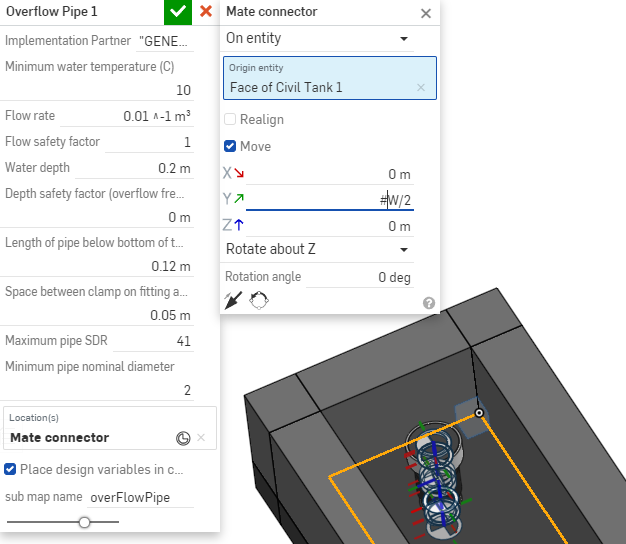 Overflow Pipe 1
Implementation Partner "GENE...
Minimum water temperature (C)
10
Flow rate 0.01 ^-1 m³
Flow safety factor 1
Water depth 0.2 m
Depth safety factor (overflow fre...
0 m
Length of pipe below bottom of t...
0.12 m
Space between clamp on fitting a...
0.05 m
Maximum pipe SDR 41
Minimum pipe nominal diameter
2
Location(s)
Mate connector
Place design variables in c...
sub map name overFlowPipe
Mate connector
On entity
Origin entity
Face of Civil Tank 1
Realign
Move
X 0 m
Y #W/2
Z 0 m
Rotate about Z
Rotation angle 0 deg